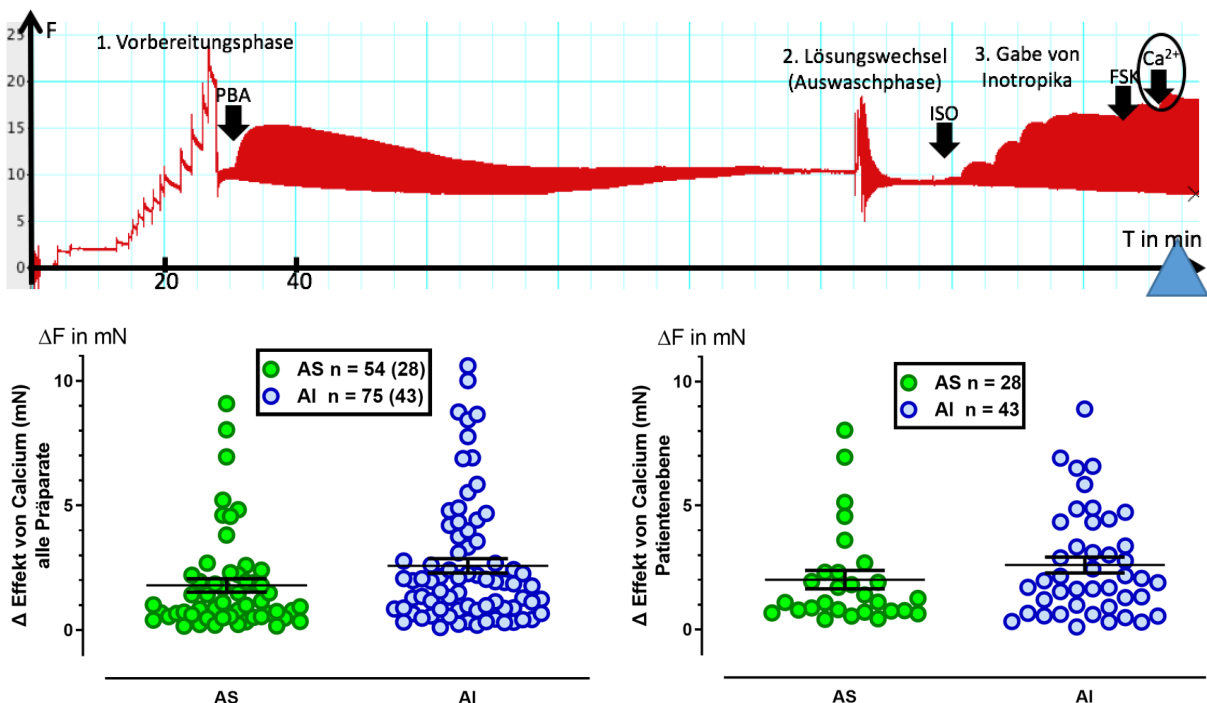 F
25
1. Vorbereitungsphase
2. Lösungswechsel
(Auswaschphase)
3. Gabe von
Inotropika
Ca²⁺
20
PBA
FSK
ISO
15
10
5
0
T in min
20
40
ΔF in mN
AS n = 54 (28)
AI n = 75 (43)
Δ Effekt von Calcium (mN)
alle Präparate
10
5
0
AS
AI
ΔF in mN
AS n = 28
AI n = 43
Δ Effekt von Calcium (mN)
Patientenebene
10
5
0
AS
AI